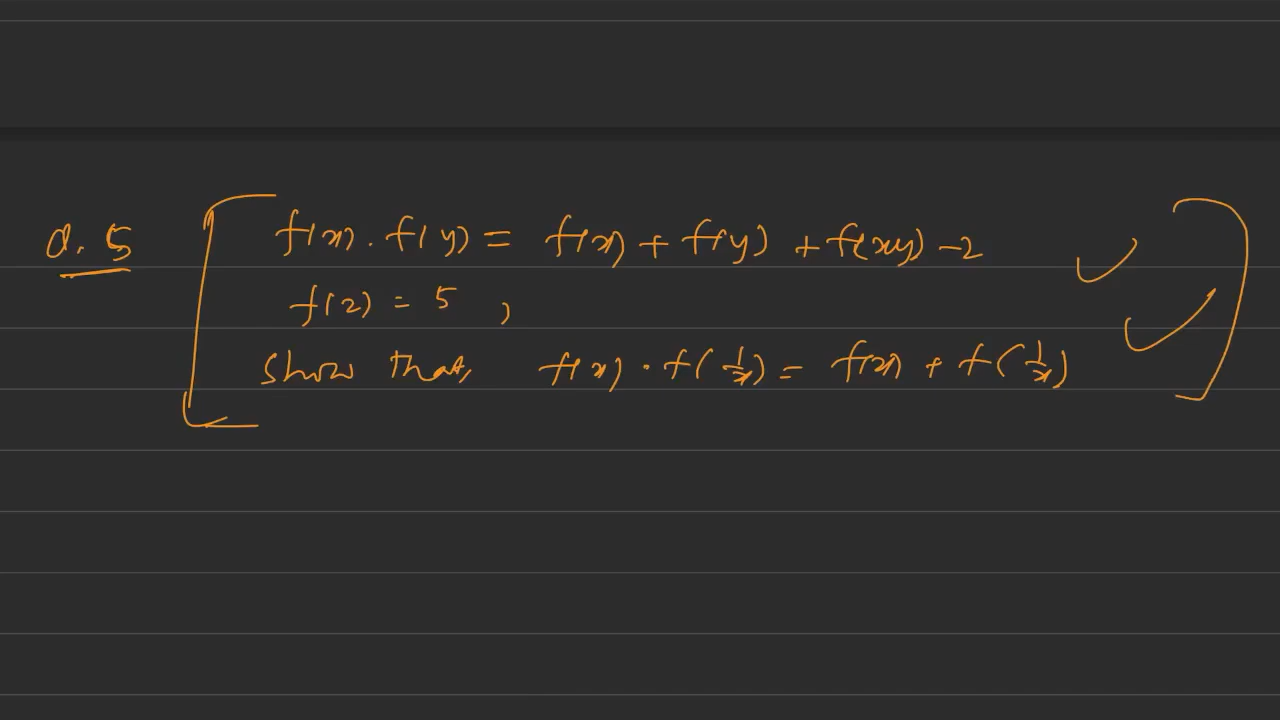 Q. 5 f(x) . f(y) = f(x) + f(y) + f(xy) - 2
f(2) = 5 ,
Show that, f(x) . f(1/x) = f(x) + f(1/x)